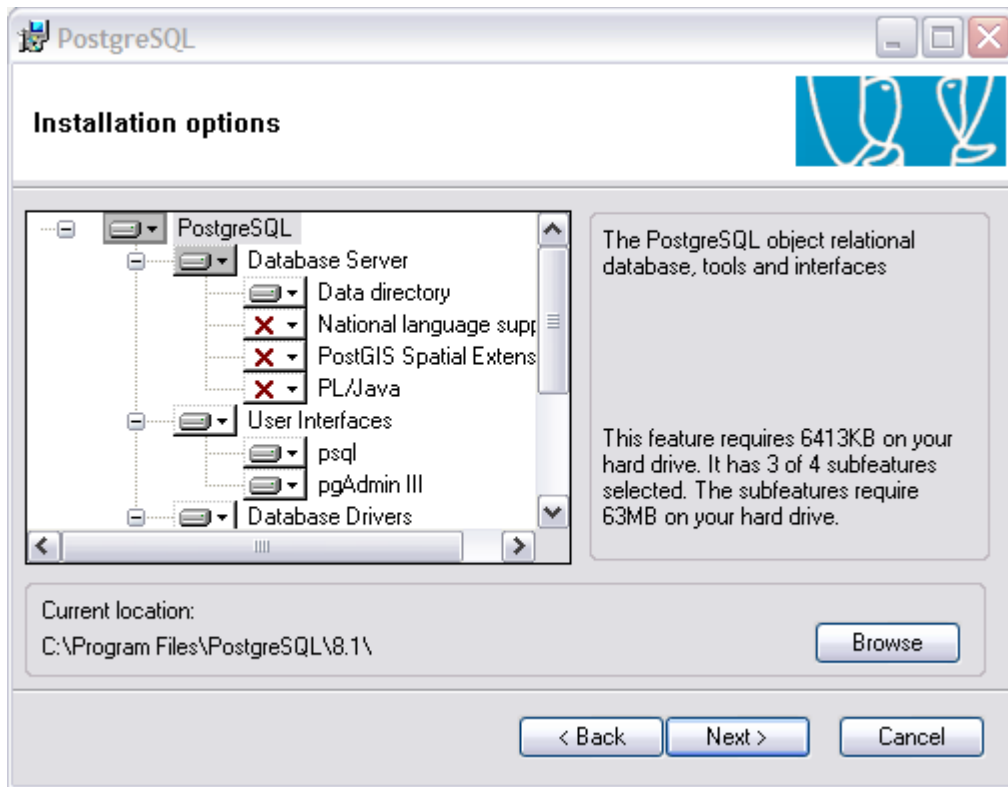 PostgreSQL
Installation options
PostgreSQL
Database Server
Data directory
National language supp
PostGIS Spatial Extens
PL/Java
User Interfaces
psql
pgAdmin III
Database Drivers
The PostgreSQL object relational
database, tools and interfaces
This feature requires 6413KB on your
hard drive. It has 3 of 4 subfeatures
selected. The subfeatures require
63MB on your hard drive.
Current location:
C:\Program Files\PostgreSQL\8.1\
Browse
< Back
Next >
Cancel